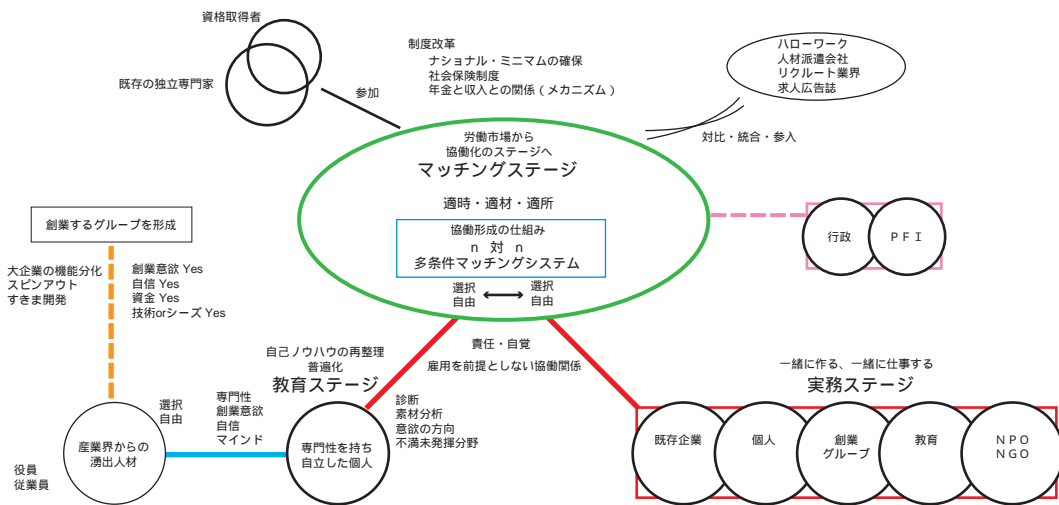 資格取得者
既存の独立専門家
参加
制度改革
ナショナル・ミニマムの確保
社会保険制度
年金と収入との関係（メカニズム）
ハローワーク
人材派遣会社
リクルート業界
求人広告誌
対比・統合・参入
労働市場から
協働化のステージへ
マッチングステージ
適時・適材・適所
協働形成の仕組み
n 対 n
多条件マッチングシステム
選択
自由
選択
自由
行政
ＰＦＩ
創業するグループを形成
大企業の機能分化
スピンアウト
すきま開発
創業意欲 Yes
自信 Yes
資金 Yes
技術orシーズ Yes
自己ノウハウの再整理
普遍化
教育ステージ
責任・自覚
雇用を前提としない協働関係
一緒に作る、一緒に仕事する
実務ステージ
選択
自由
専門性
創業意欲
自信
マインド
診断
素材分析
意欲の方向
不満未発揮分野
産業界からの
湧出人材
役員
従業員
専門性を持ち
自立した個人
既存企業
個人
創業
グループ
教育
ＮＰＯ
ＮＧＯ